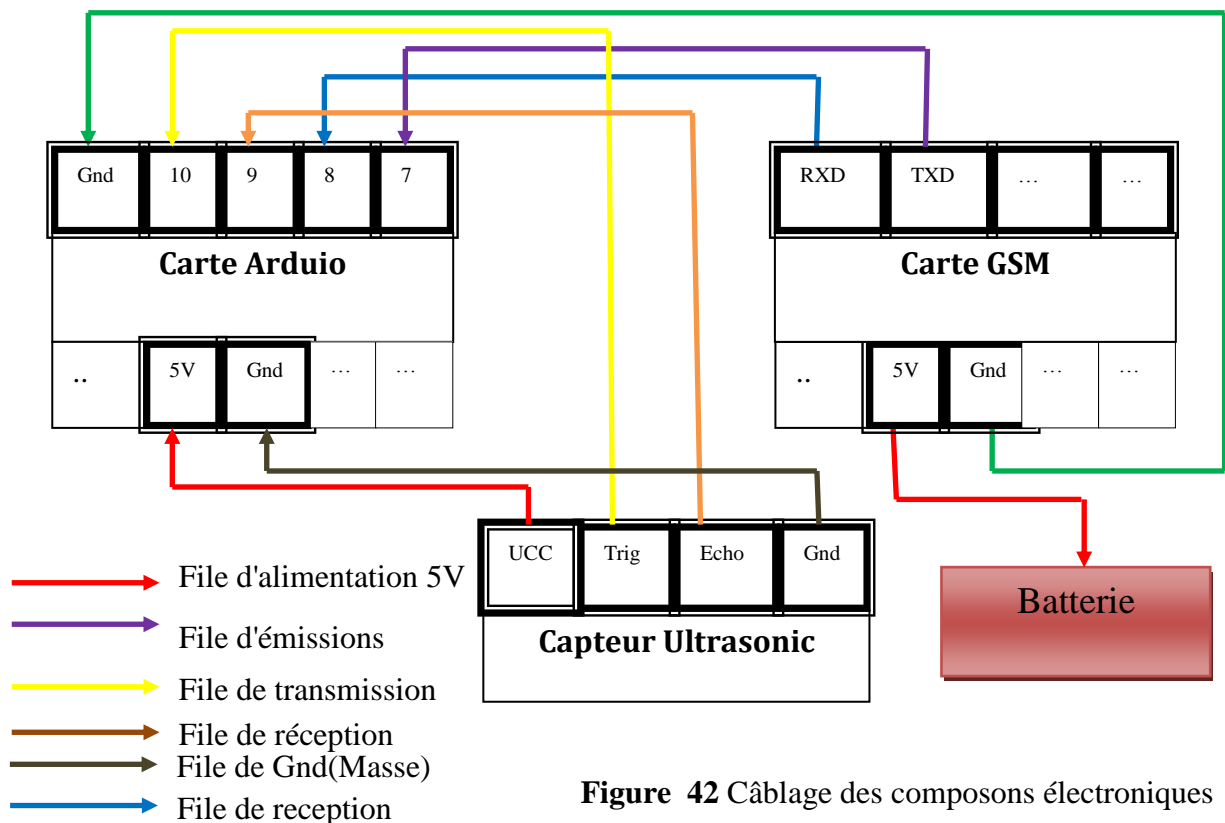 Gnd 10 9 8 7
RXD TXD … …
Carte Arduio
Carte GSM
.. 5V Gnd … …
.. 5V Gnd … …
UCC Trig Echo Gnd
Capteur Ultrasonic
Batterie
File d'alimentation 5V
File d'émissions
File de transmission
File de réception
File de Gnd(Masse)
File de reception
Figure 42 Câblage des composons électroniques